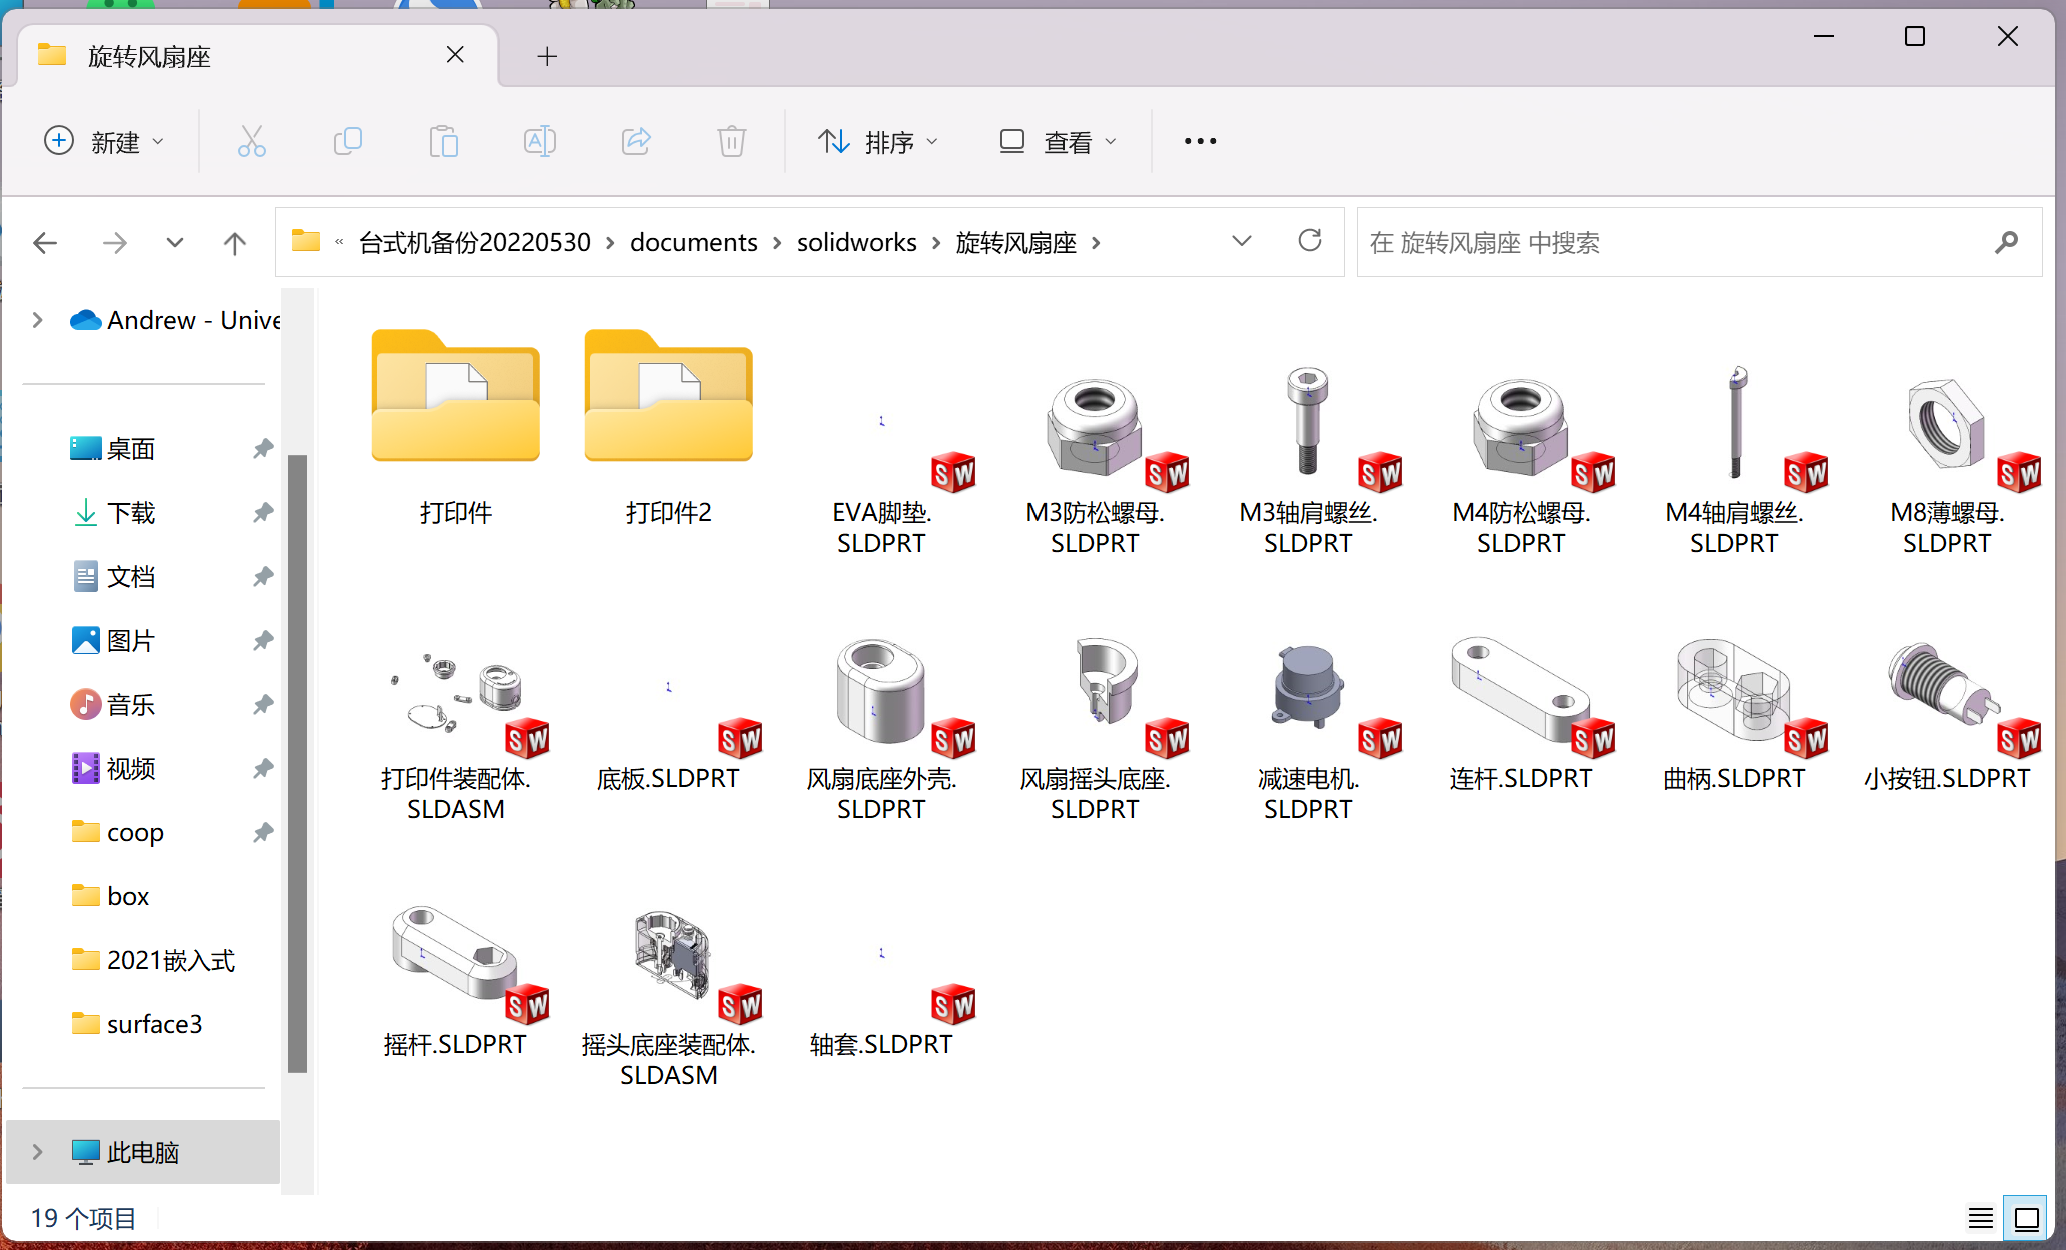 旋转风扇座
新建
排序
查看
台式机备份20220530 › documents › solidworks › 旋转风扇座 ›
在 旋转风扇座 中搜索
Andrew - Unive
桌面
下载
文档
图片
音乐
视频
coop
box
2021嵌入式
surface3
此电脑
打印件
打印件2
EVA脚垫.
SLDPRT
M3防松螺母.
SLDPRT
M3轴肩螺丝.
SLDPRT
M4防松螺母.
SLDPRT
M4轴肩螺丝.
SLDPRT
M8薄螺母.
SLDPRT
打印件装配体.
SLDASM
底板.SLDPRT
风扇底座外壳.
SLDPRT
风扇摇头底座.
SLDPRT
减速电机.
SLDPRT
连杆.SLDPRT
曲柄.SLDPRT
小按钮.SLDPRT
摇杆.SLDPRT
摇头底座装配体.
SLDASM
轴套.SLDPRT
19 个项目